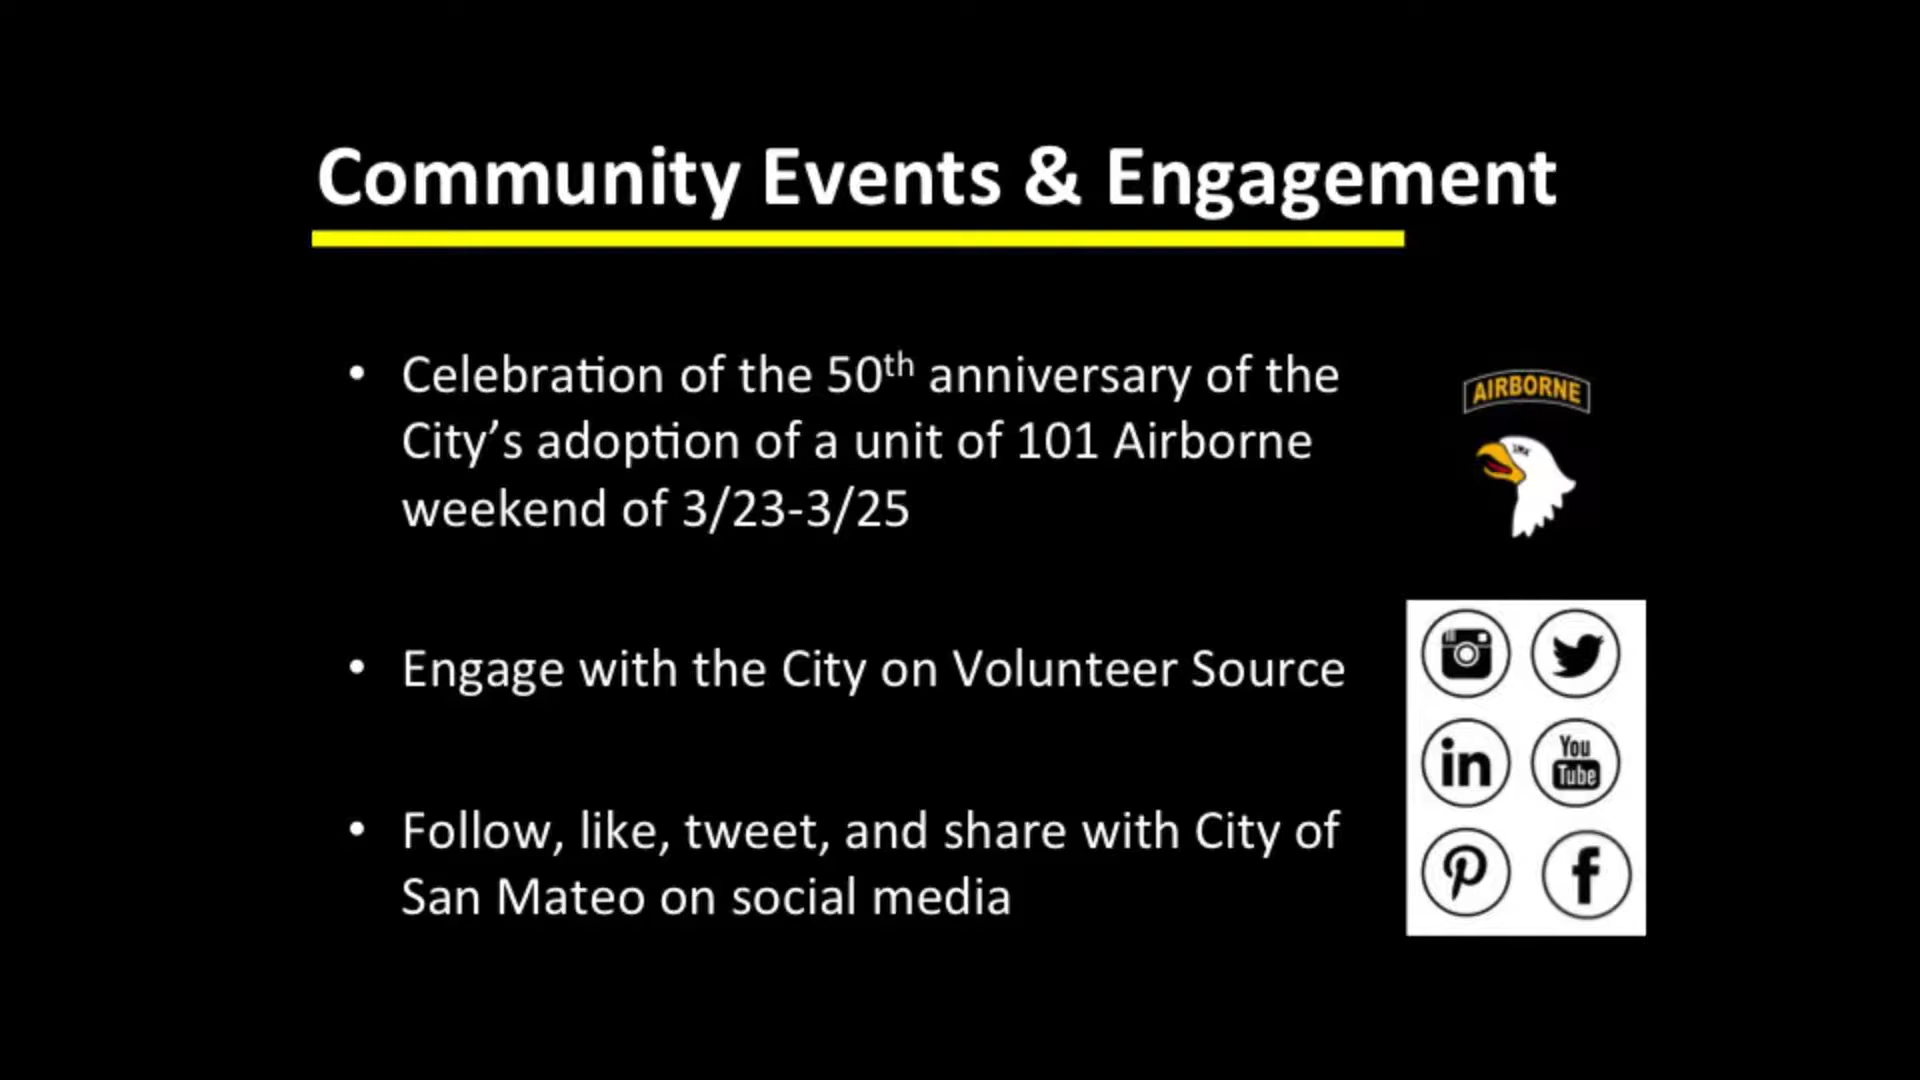 Community Events & Engagement
• Celebration of the 50th anniversary of the
City’s adoption of a unit of 101 Airborne
weekend of 3/23-3/25
AIRBORNE
• Engage with the City on Volunteer Source
• Follow, like, tweet, and share with City of
San Mateo on social media
in
You
Tube